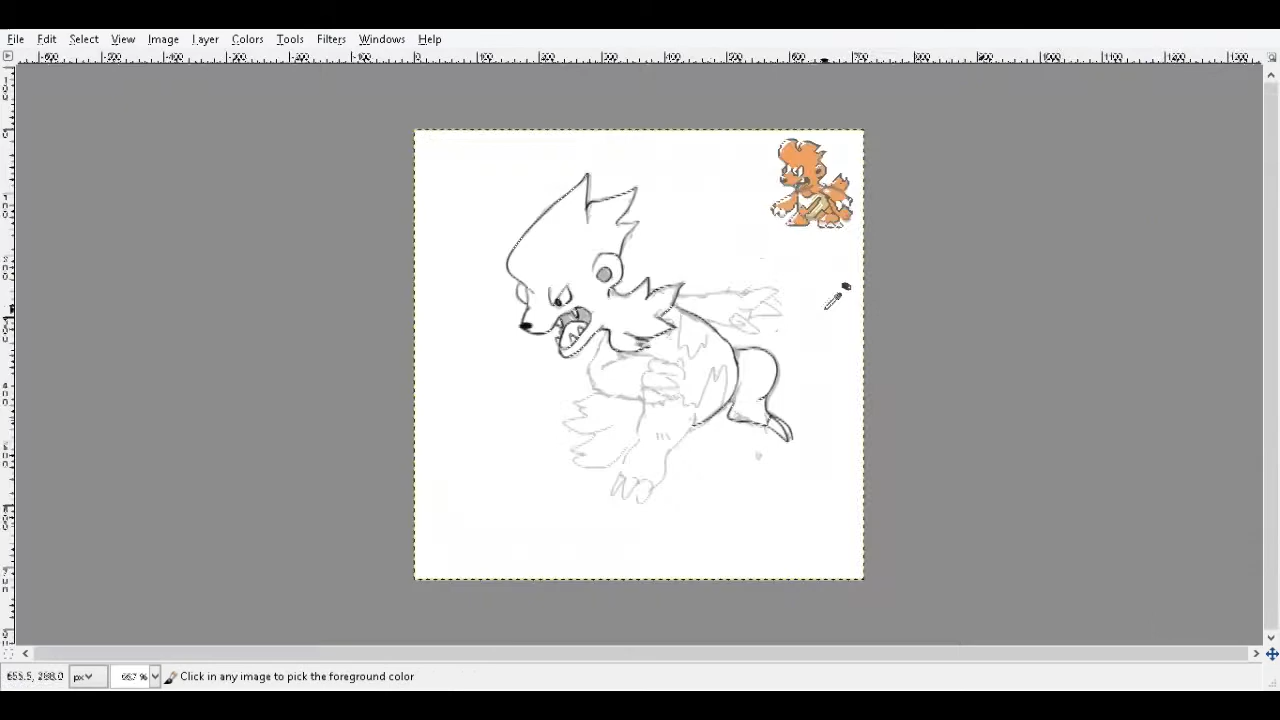 File Edit Select View Image Layer Colors Tools Filters Windows Help
px Click in any image to pick the foreground color